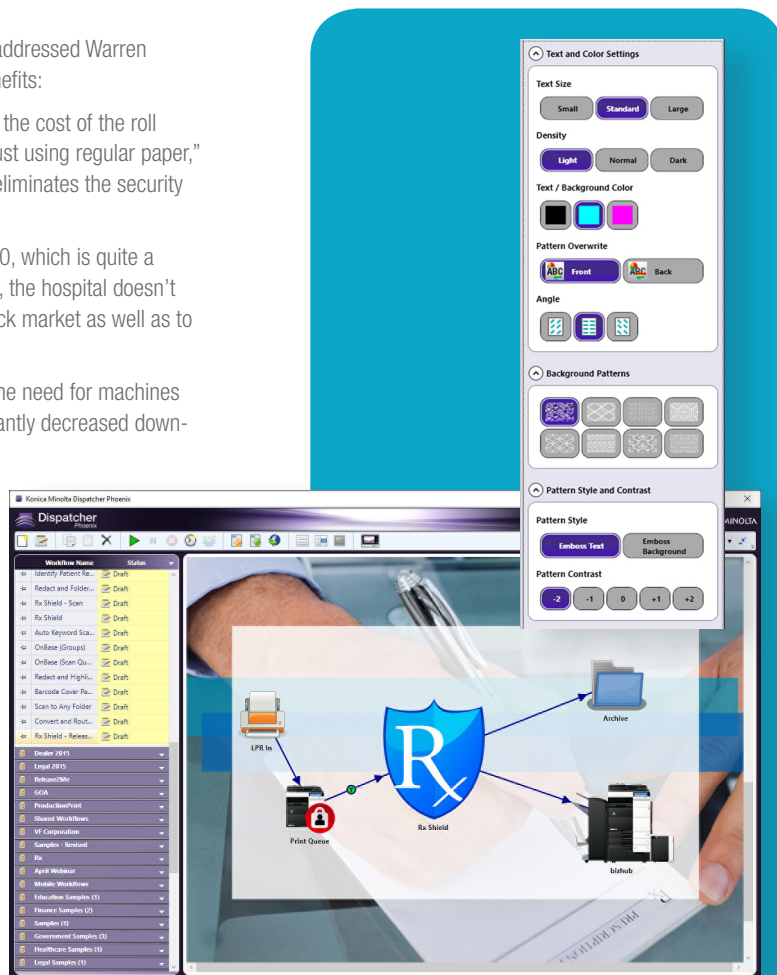 addressed Warren
nefits:
the cost of the roll
ust using regular paper,”
eliminates the security
0, which is quite a
, the hospital doesn’t
ck market as well as to
he need for machines
antly decreased down-
Text and Color Settings
Text Size
Small Standard Large
Density
Light Normal Dark
Text / Background Color
Pattern Overwrite
ABC Front ABC Back
Angle
Background Patterns
Pattern Style and Contrast
Pattern Style
Emboss Text Emboss Background
Pattern Contrast
-2 -1 0 +1 +2
Konica Minolta Dispatcher Phoenix
Dispatcher
Phoenix
MINOLTA
Workflow Name Status
Identify Patient Re... Draft
Redact and Folder... Draft
Rx Shield - Scan Draft
Rx Shield Draft
Auto Keyword Sca... Draft
OnBase (Groups) Draft
OnBase (Scan Qu... Draft
Redact and Highli... Draft
Barcode Cover Pa... Draft
Scan to Any Folder Draft
Convert and Rout... Draft
Rx Shield - Releas... Draft
Dealer 2015
Legal 2015
Release2Me
GOA
ProductionPrint
Shared Workflows
VF Corporation
Samples - Revised
Rx
April Webinar
Mobile Workflows
Education Samples (1)
Finance Samples (2)
Samples (1)
Government Samples (3)
Healthcare Samples (1)
Legal Samples (1)
LPR In
Print Queue
Y
Rx
Rx Shield
Archive
bizhub
PRESCRIPTION